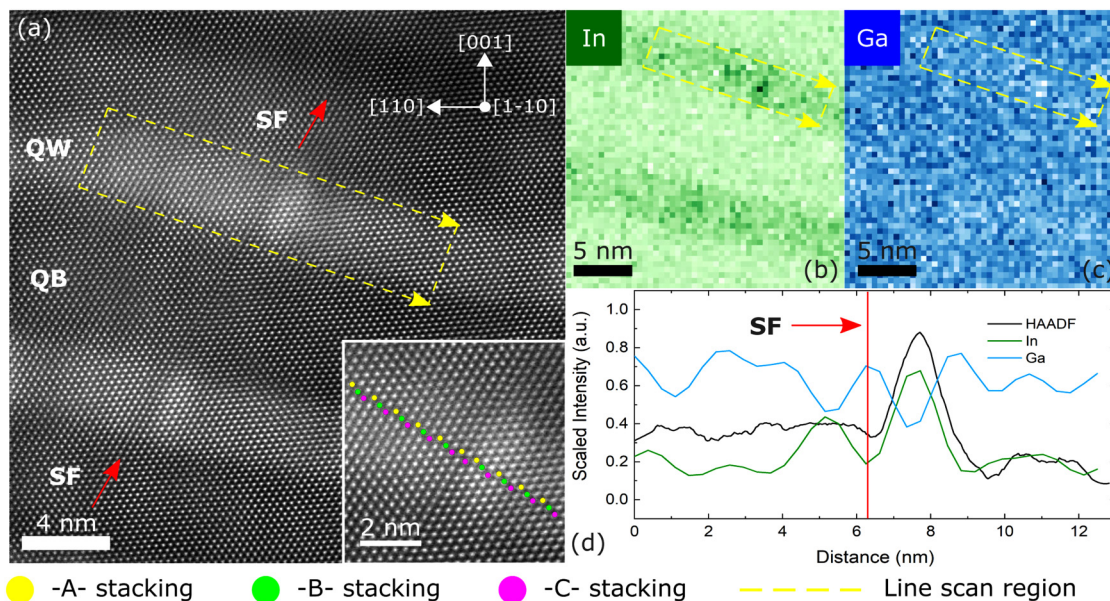 (a)
[001]
[110]
[1-10]
SF
QW
QB
SF
4 nm
2 nm
In
5 nm
(b)
Ga
5 nm
(c)
Scaled Intensity (a.u.)
1.0
0.8
0.6
0.4
0.2
0.0
SF
HAADF
In
Ga
0 2 4 6 8 10 12
Distance (nm)
(d)
-A- stacking -B- stacking -C- stacking Line scan region